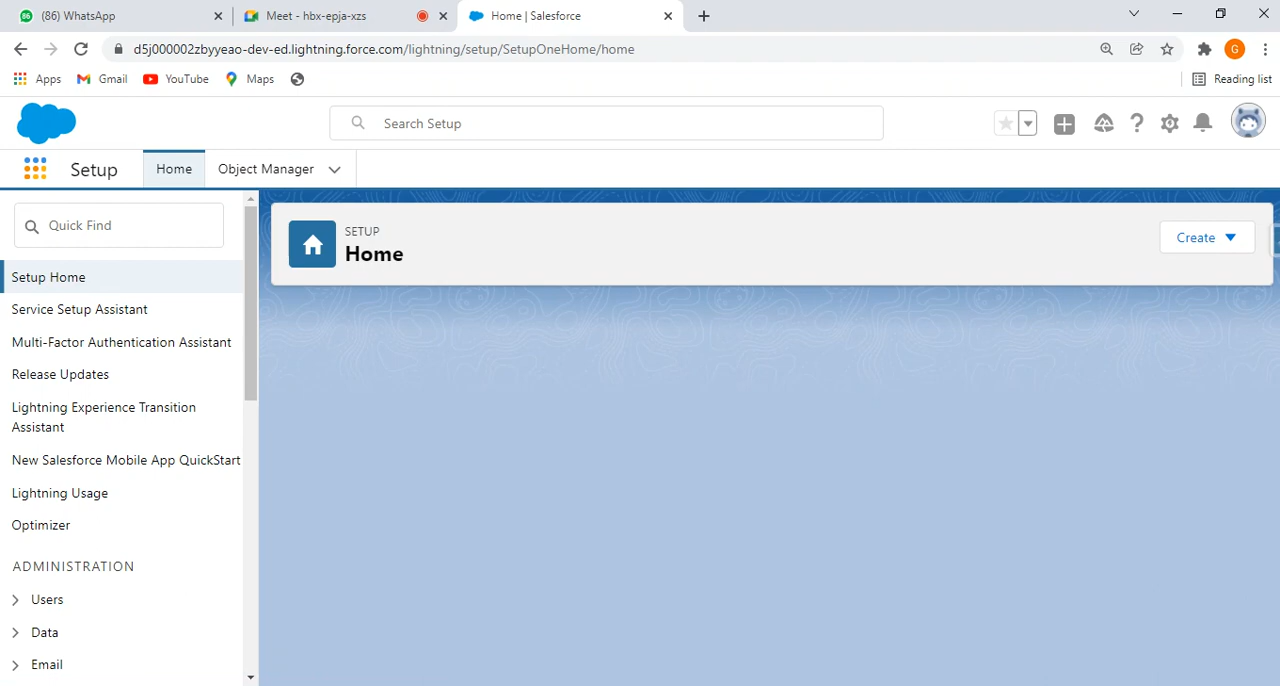 (86) WhatsApp
Meet - hbx-epja-xzs
Home | Salesforce
d5j000002zbyyeao-dev-ed.lightning.force.com/lightning/setup/SetupOneHome/home
G
Apps
Gmail
YouTube
Maps
Reading list
Search Setup
Setup
Home
Object Manager
Quick Find
SETUP
Home
Create
Setup Home
Service Setup Assistant
Multi-Factor Authentication Assistant
Release Updates
Lightning Experience Transition
Assistant
New Salesforce Mobile App QuickStart
Lightning Usage
Optimizer
ADMINISTRATION
Users
Data
Email